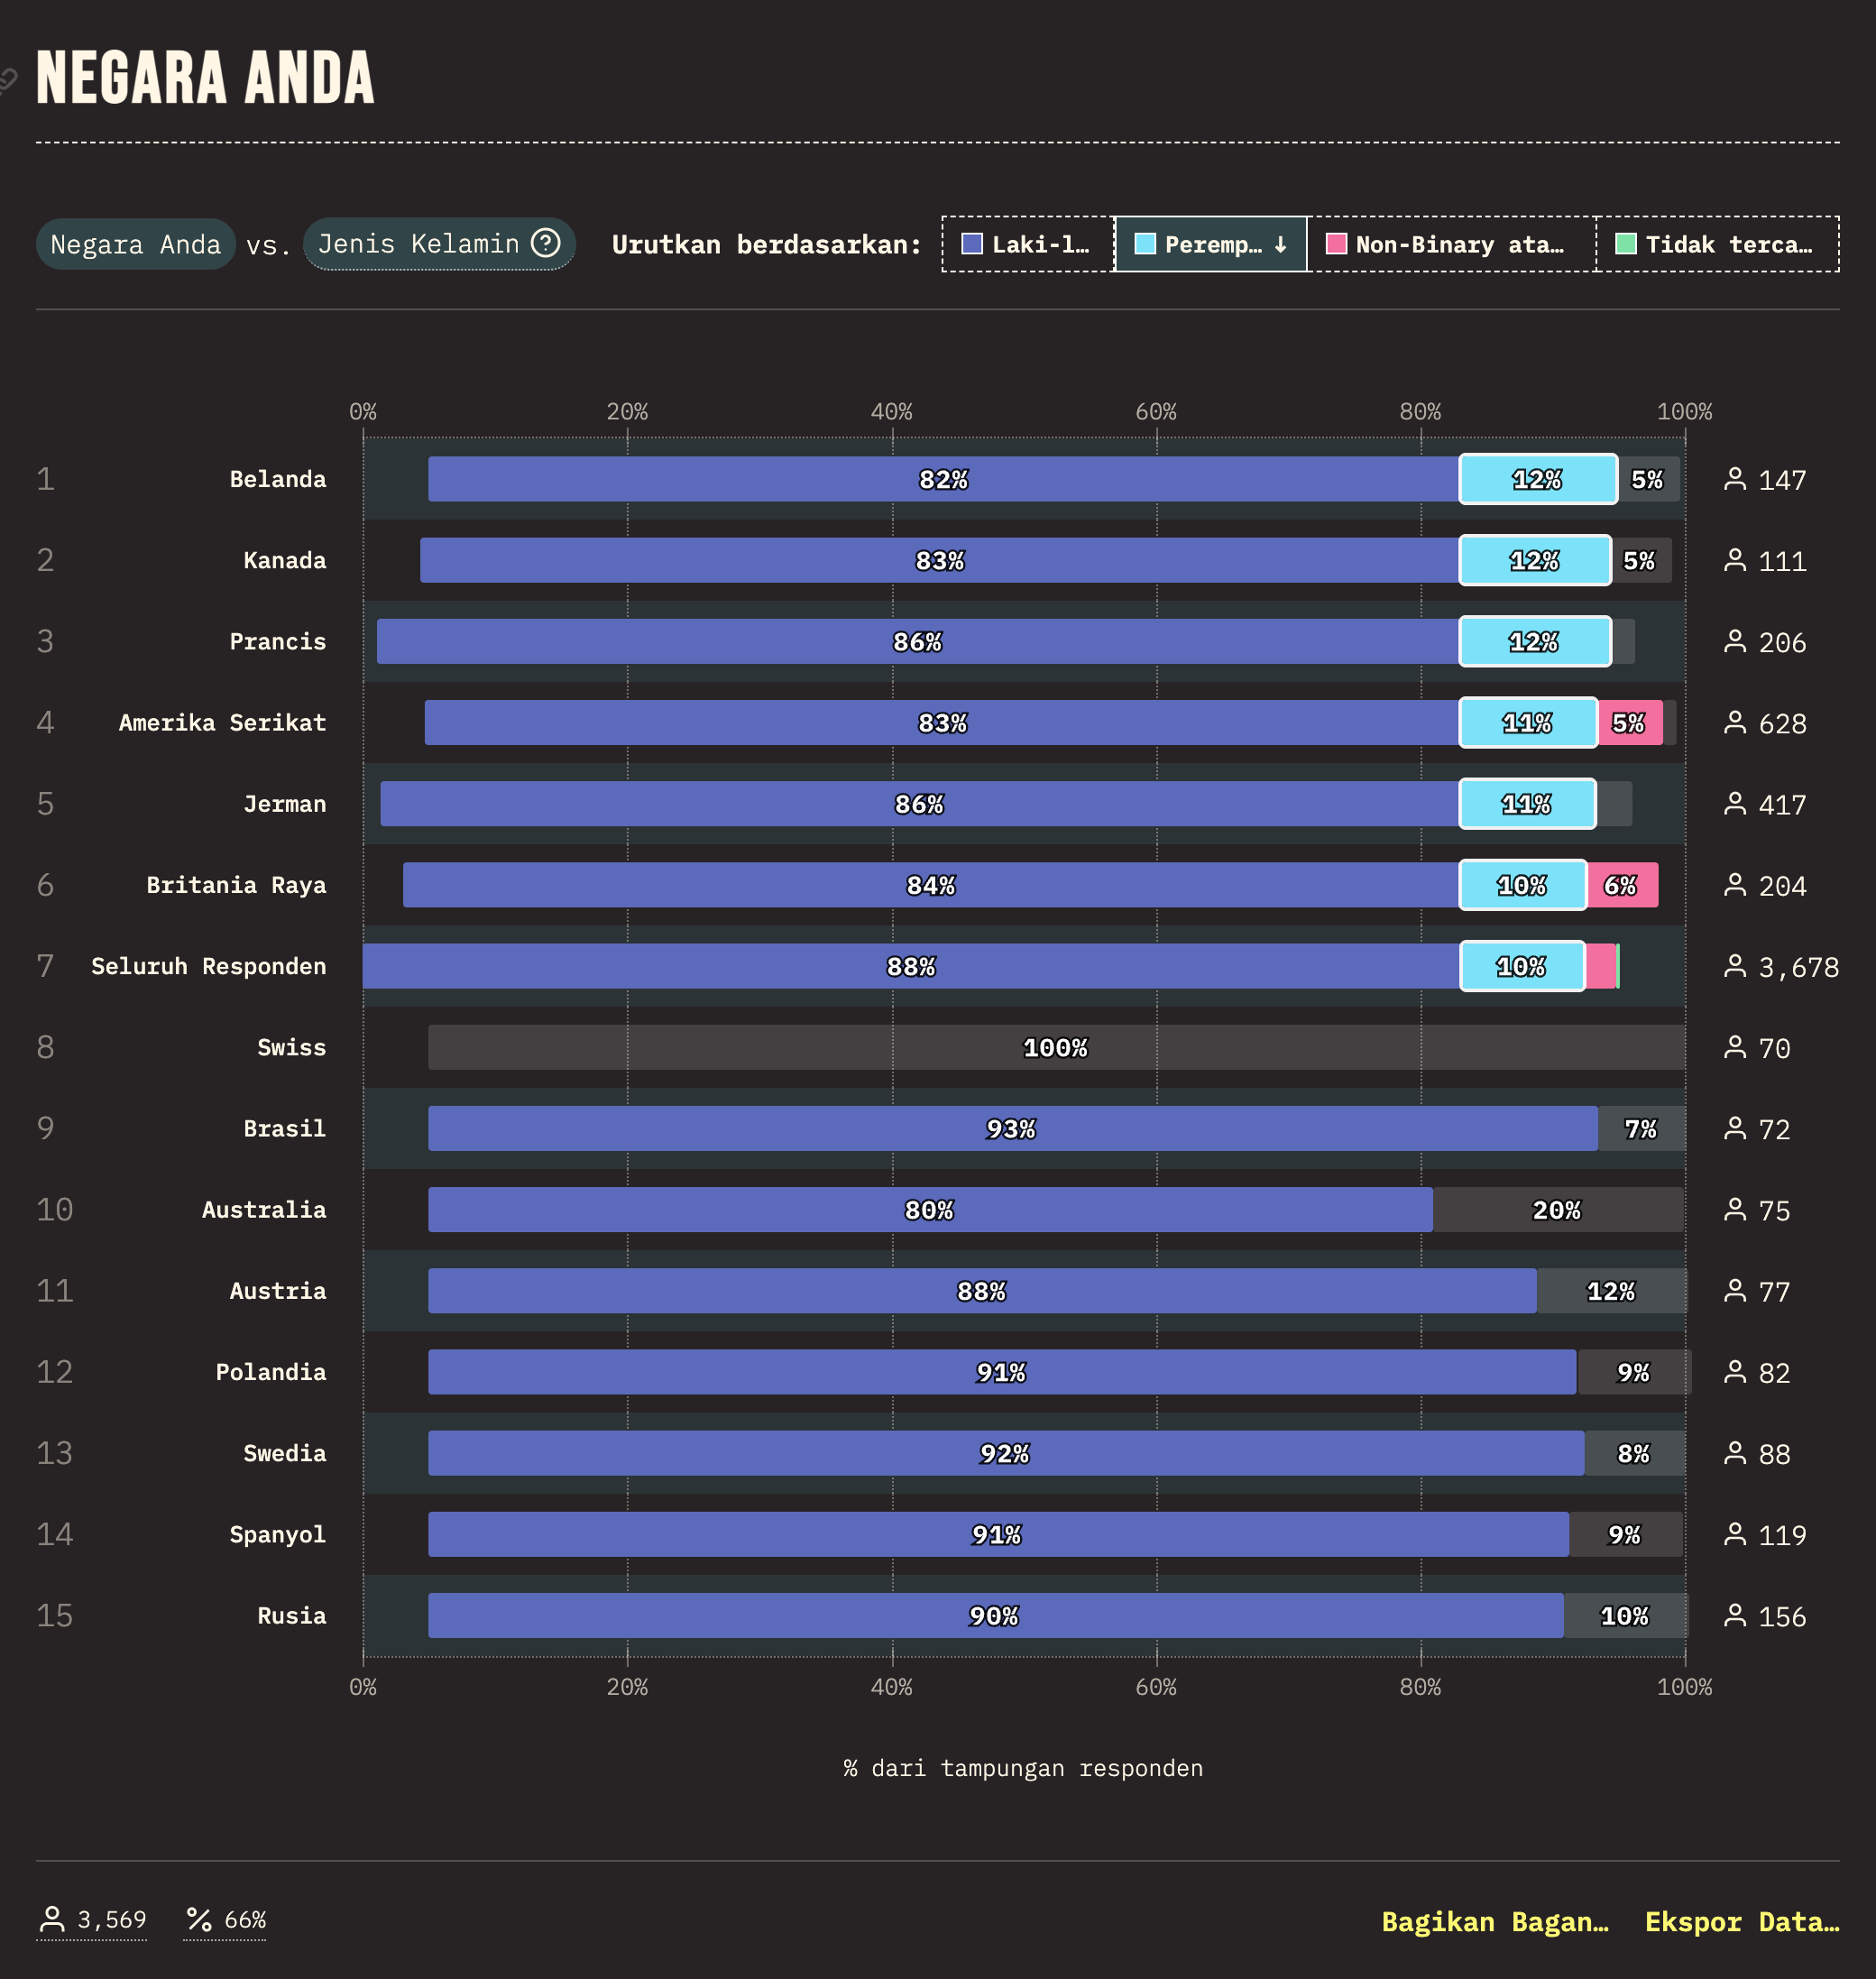 NEGARA ANDA
Negara Anda vs. Jenis Kelamin ? Urutkan berdasarkan: Laki-l… Peremp… ↓ Non-Binary ata… Tidak terca…
0% 20% 40% 60% 80% 100%
1 Belanda 82% 12% 5% 147
2 Kanada 83% 12% 5% 111
3 Prancis 86% 12% 206
4 Amerika Serikat 83% 11% 5% 628
5 Jerman 86% 11% 417
6 Britania Raya 84% 10% 6% 204
7 Seluruh Responden 88% 10% 3,678
8 Swiss 100% 70
9 Brasil 93% 7% 72
10 Australia 80% 20% 75
11 Austria 88% 12% 77
12 Polandia 91% 9% 82
13 Swedia 92% 8% 88
14 Spanyol 91% 9% 119
15 Rusia 90% 10% 156
0% 20% 40% 60% 80% 100%
% dari tampungan responden
3,569 % 66% Bagikan Bagan… Ekspor Data…